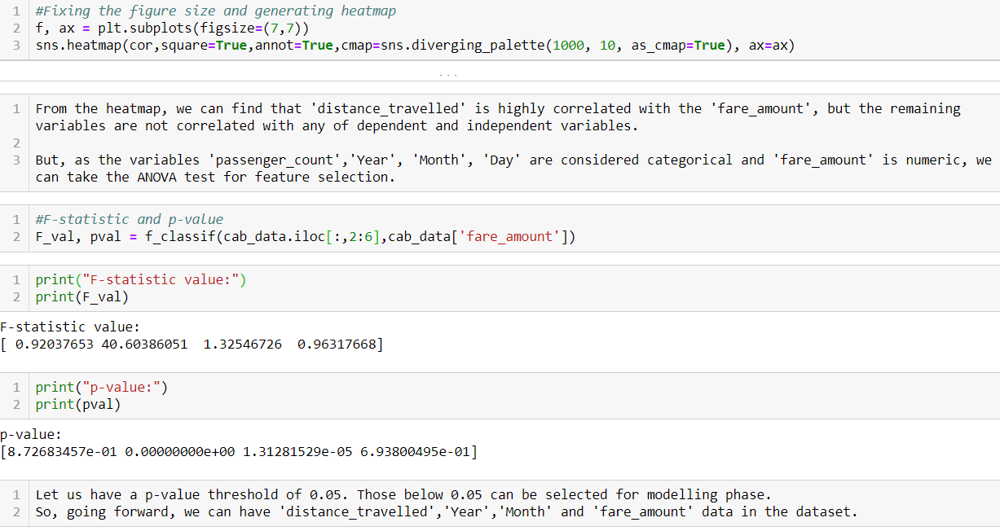 1 #Fixing the figure size and generating heatmap
2 f, ax = plt.subplots(figsize=(7,7))
3 sns.heatmap(cor,square=True,annot=True,cmap=sns.diverging_palette(1000, 10, as_cmap=True), ax=ax)
...
1 From the heatmap, we can find that 'distance_travelled' is highly correlated with the 'fare_amount', but the remaining
variables are not correlated with any of dependent and independent variables.
2
3 But, as the variables 'passenger_count','Year', 'Month', 'Day' are considered categorical and 'fare_amount' is numeric, we
can take the ANOVA test for feature selection.
1 #F-statistic and p-value
2 F_val, pval = f_classif(cab_data.iloc[:,2:6],cab_data['fare_amount'])
1 print("F-statistic value:")
2 print(F_val)
F-statistic value:
[ 0.92037653 40.60386051  1.32546726  0.96317668]
1 print("p-value:")
2 print(pval)
p-value:
[8.72683457e-01 0.00000000e+00 1.31281529e-05 6.93800495e-01]
1 Let us have a p-value threshold of 0.05. Those below 0.05 can be selected for modelling phase.
2 So, going forward, we can have 'distance_travelled','Year','Month' and 'fare_amount' data in the dataset.